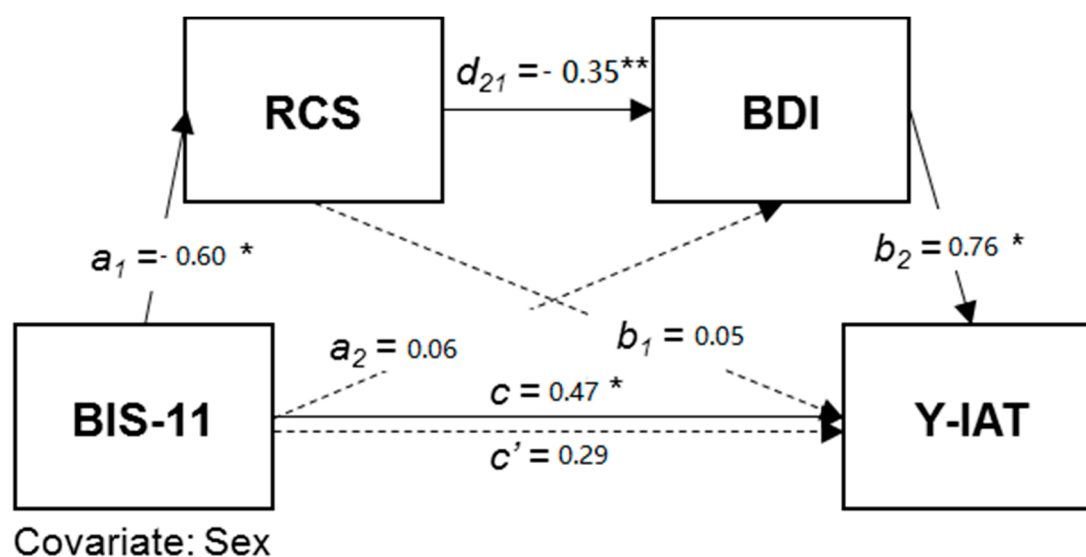 d21 = - 0.35**
RCS
BDI
a1 = - 0.60 *
b2 = 0.76 *
a2 = 0.06
b1 = 0.05
c = 0.47 *
BIS-11
Y-IAT
c’ = 0.29
Covariate: Sex